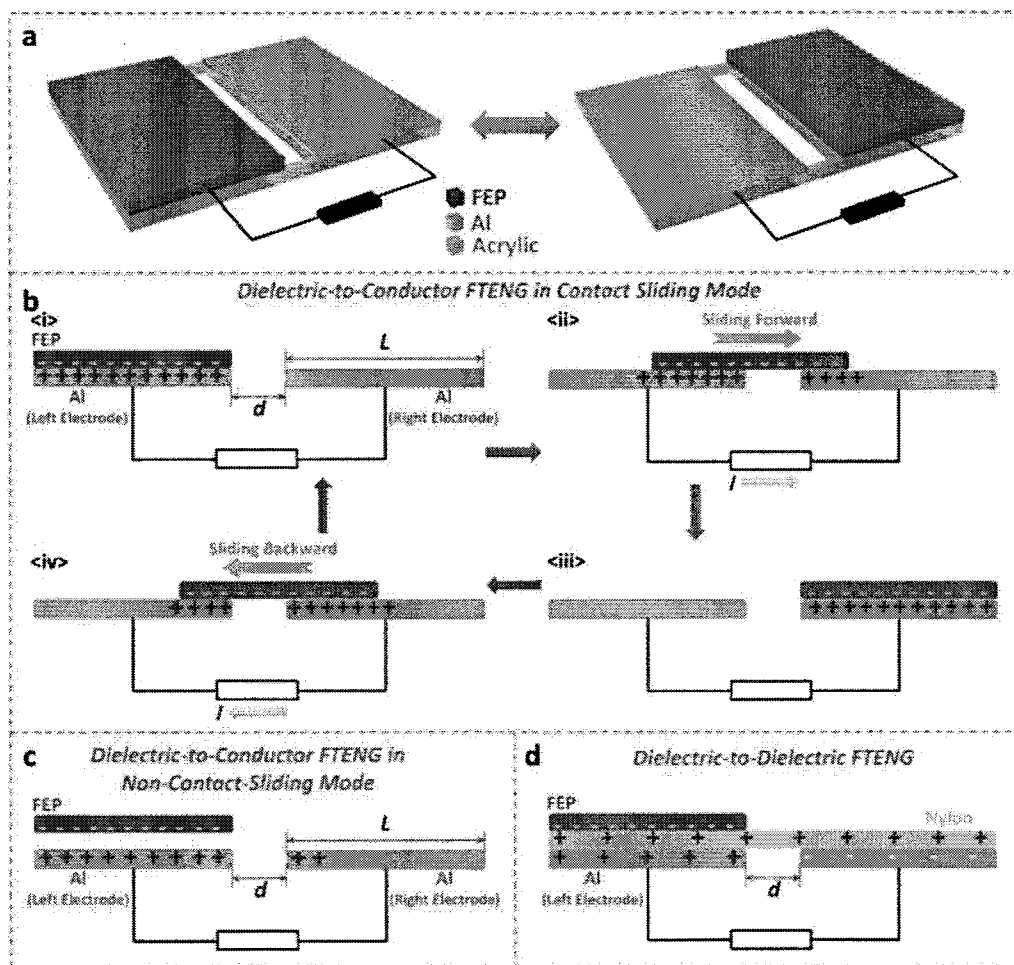 a
FEP
Al
Acrylic
b
Dielectric-to-Conductor FTENG in Contact Sliding Mode
<i>
FEP
L
Al
(Left Electrode)
d
Al
(Right Electrode)
<ii>
Sliding Forward
I
<iv>
Sliding Backward
I
<iii>
c
Dielectric-to-Conductor FTENG in
Non-Contact-Sliding Mode
FEP
L
Al
(Left Electrode)
d
Al
(Right Electrode)
d
Dielectric-to-Dielectric FTENG
FEP
Nylon
Al
(Left Electrode)
d